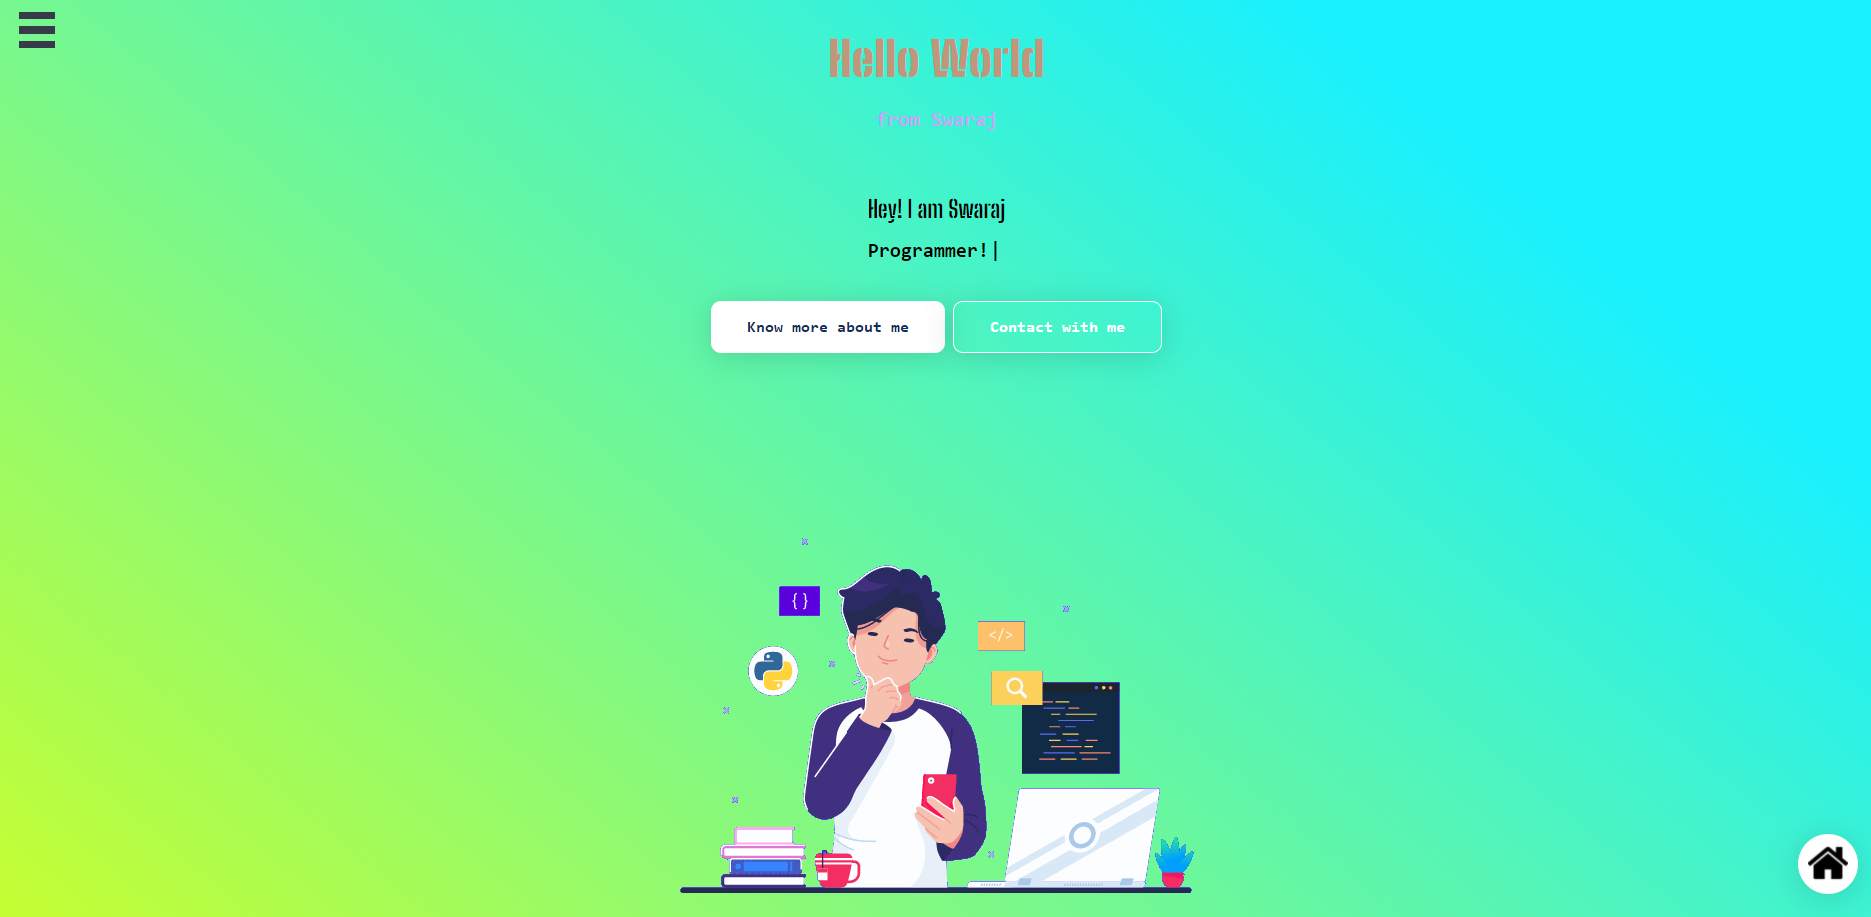 Hello World
from Swaraj
Hey! I am Swaraj
Programmer!|
Know more about me
Contact with me
{ }
</>